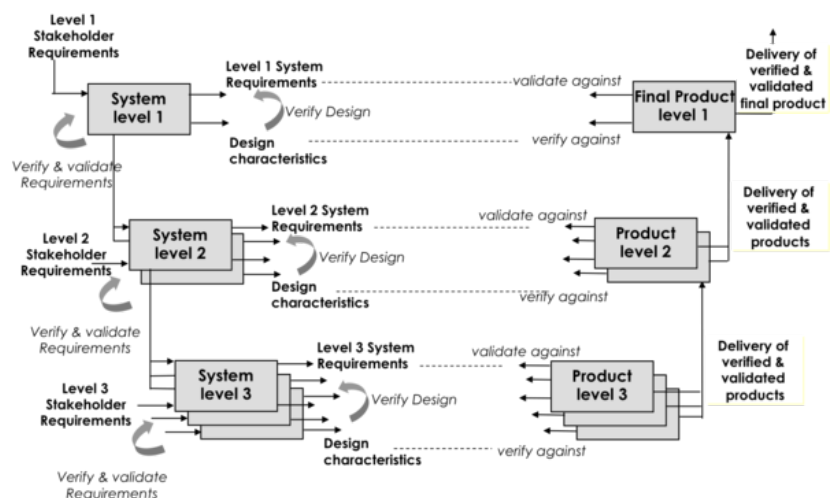 Level 1
Stakeholder
Requirements
System
level 1
Verify & validate
Requirements
Level 1 System
Requirements
Verify Design
Design
characteristics
validate against
verify against
Final Product
level 1
Delivery of
verified &
validated
final product
Level 2
Stakeholder
Requirements
System
level 2
Verify & validate
Requirements
Level 2 System
Requirements
Verify Design
Design
characteristics
validate against
verify against
Product
level 2
Delivery of
verified &
validated
products
Level 3
Stakeholder
Requirements
System
level 3
Verify & validate
Requirements
Level 3 System
Requirements
Verify Design
Design
characteristics
validate against
verify against
Product
level 3
Delivery of
verified &
validated
products